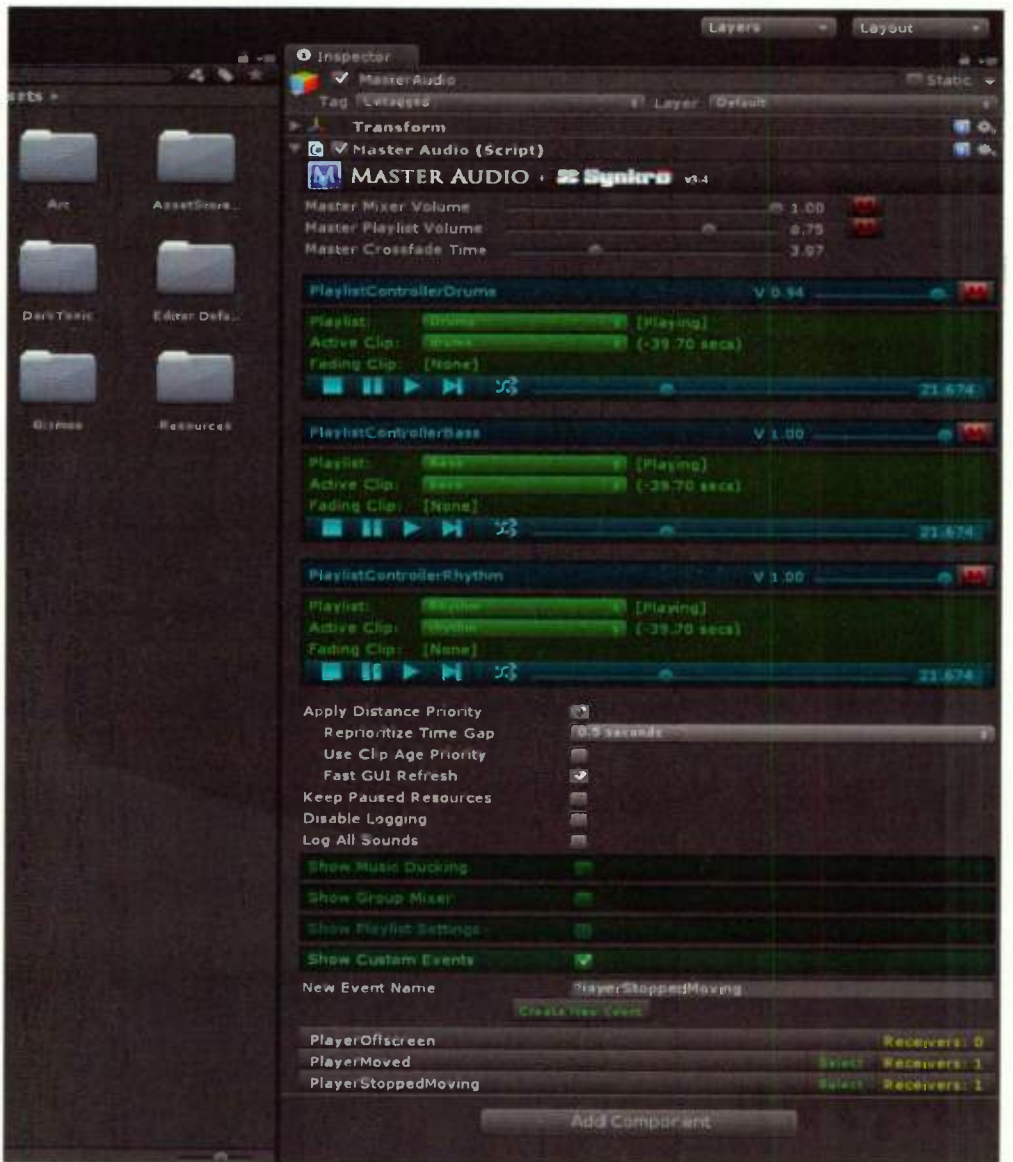 Layers Layout
Inspector
MasterAudio Static
Tag Untagged Layer Default
sets
Transform
Master Audio (Script)
MASTER AUDIO + Synkro v3.4
Art AssetStore...
DarkTonic Editor Defa...
Gizmos Resources
Master Mixer Volume 1.00
Master Playlist Volume 0.75
Master Crossfade Time 3.07
PlaylistControllerDrums V 0.94 M
Playlist: Drums [Playing]
Active Clip: drums (-39.70 secs)
Fading Clip: [None]
21.674
PlaylistControllerBass V 1.00
Playlist: Bass [Playing]
Active Clip: bass (-39.70 secs)
Fading Clip: [None]
21.674
PlaylistControllerRhythm V 1.00
Playlist: Rhythm [Playing]
Active Clip: rhythm (-39.70 secs)
Fading Clip: [None]
21.674
Apply Distance Priority
Reprioritize Time Gap 0.5 seconds
Use Clip Age Priority
Fast GUI Refresh
Keep Paused Resources
Disable Logging
Log All Sounds
Show Music Ducking
Show Group Mixer
Show Playlist Settings
Show Custom Events
New Event Name PlayerStoppedMoving
Create New Event
PlayerOffscreen Receivers: 0
PlayerMoved Select Receivers: 1
PlayerStoppedMoving Select Receivers: 1
Add Component